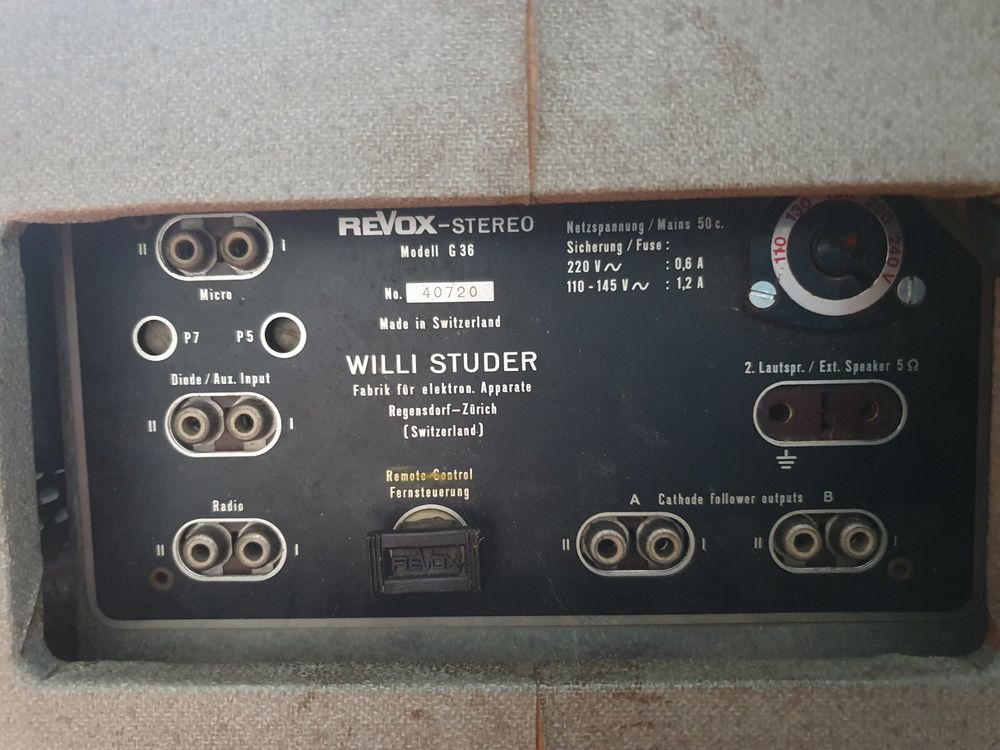 REVOX-STEREO
Modell G 36
No. 40720
Made in Switzerland
WILLI STUDER
Fabrik für elektron. Apparate
Regensdorf-Zürich
(Switzerland)
Netzspannung / Mains 50 c.
Sicherung / Fuse :
220 V ~ : 0,6 A
110 - 145 V ~ : 1,2 A
110 130 220 240 V
II I
Micro
P7 P5
Diode / Aux. Input
II I
Radio
II I
Remote Control
Fernsteuerung
REVOX
2. Lautspr. / Ext. Speaker 5 Ω
A Cathode follower outputs B
II I II I